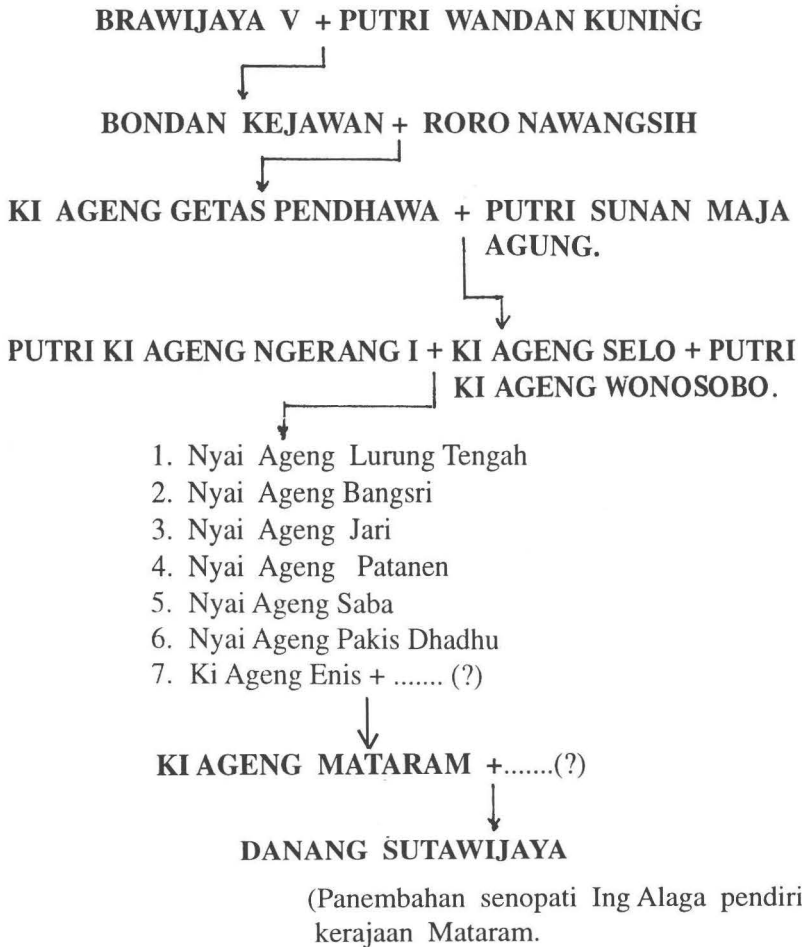 BRAWIJAYA V + PUTRI WANDAN KUNING
BONDAN KEJAWAN + RORO NAWANGSIH
KI AGENG GETAS PENDHAWA + PUTRI SUNAN MAJA
AGUNG.
PUTRI KI AGENG NGERANG I + KI AGENG SELO + PUTRI
KI AGENG WONOSOBO.
1. Nyai Ageng Lurung Tengah
2. Nyai Ageng Bangsri
3. Nyai Ageng Jari
4. Nyai Ageng Patanen
5. Nyai Ageng Saba
6. Nyai Ageng Pakis Dhadhu
7. Ki Ageng Enis + ....... (?)
KI AGENG MATARAM +.......(?)
DANANG SUTAWIJAYA
(Panembahan senopati Ing Alaga pendiri
kerajaan Mataram.